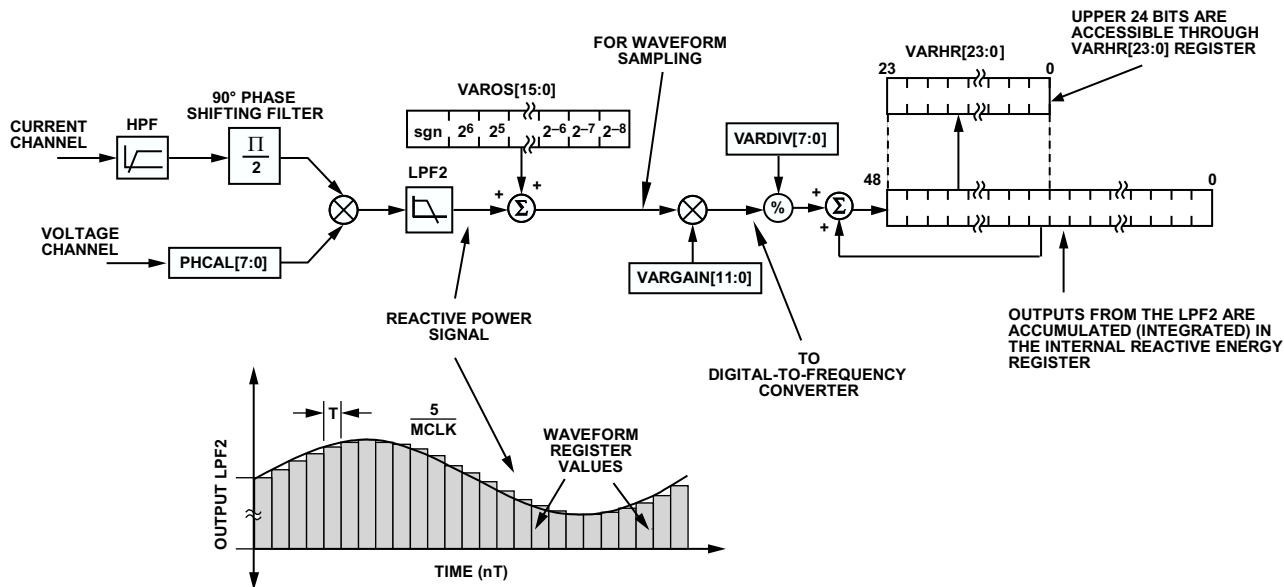 UPPER 24 BITS ARE
ACCESSIBLE THROUGH
VARHR[23:0] REGISTER
FOR WAVEFORM
SAMPLING
VARHR[23:0]
23
0
VAROS[15:0]
sgn 2⁶ 2⁵ 2⁻⁶ 2⁻⁷ 2⁻⁸
90° PHASE
SHIFTING FILTER
CURRENT
CHANNEL
HPF
Π
2
VARDIV[7:0]
LPF2
+ +
Σ
%
+
Σ
+
48
0
VOLTAGE
CHANNEL
PHCAL[7:0]
VARGAIN[11:0]
REACTIVE POWER
SIGNAL
TO
DIGITAL-TO-FREQUENCY
CONVERTER
OUTPUTS FROM THE LPF2 ARE
ACCUMULATED (INTEGRATED) IN
THE INTERNAL REACTIVE ENERGY
REGISTER
T
5
MCLK
WAVEFORM
REGISTER
VALUES
OUTPUT LPF2
TIME (nT)